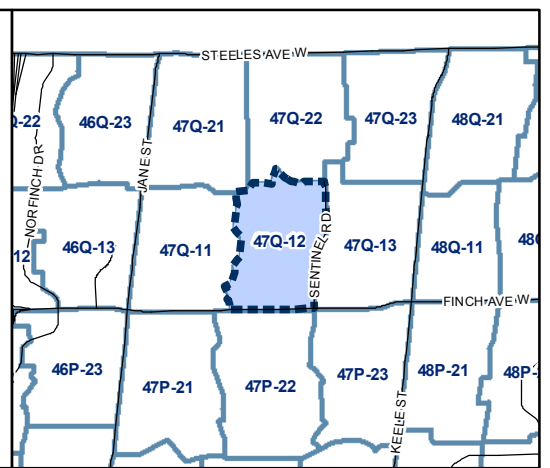 STEELES AVE W
Q-22
46Q-23
47Q-21
47Q-22
47Q-23
48Q-21
NORFINCH DR
JANE ST
12
46Q-13
47Q-11
47Q-12
SENTINEL RD
47Q-13
48Q-11
48Q
FINCH AVE W
46P-23
47P-21
47P-22
47P-23
48P-21
48P-
KEELE ST